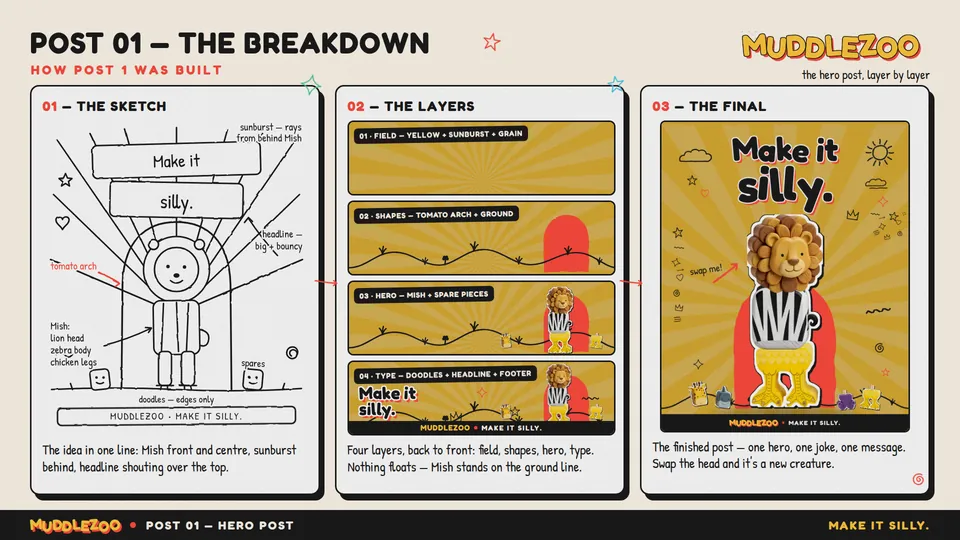 POST 01 — THE BREAKDOWN
HOW POST 1 WAS BUILT
MUDDLEZOO
the hero post, layer by layer
01 — THE SKETCH
sunburst — rays
from behind Mish
Make it
silly.
headline —
big + bouncy
tomato arch
Mish:
lion head
zebra body
chicken legs
spares
doodles — edges only
MUDDLEZOO · MAKE IT SILLY.
The idea in one line: Mish front and centre, sunburst
behind, headline shouting over the top.
02 — THE LAYERS
01 · FIELD — YELLOW + SUNBURST + GRAIN
02 · SHAPES — TOMATO ARCH + GROUND
03 · HERO — MISH + SPARE PIECES
04 · TYPE — DOODLES + HEADLINE + FOOTER
Make it
silly.
MUDDLEZOO • MAKE IT SILLY.
Four layers, back to front: field, shapes, hero, type.
Nothing floats — Mish stands on the ground line.
03 — THE FINAL
Make it
silly.
swap me!
MUDDLEZOO • MAKE IT SILLY.
The finished post — one hero, one joke, one message.
Swap the head and it's a new creature.
MUDDLEZOO • POST 01 — HERO POST
MAKE IT SILLY.